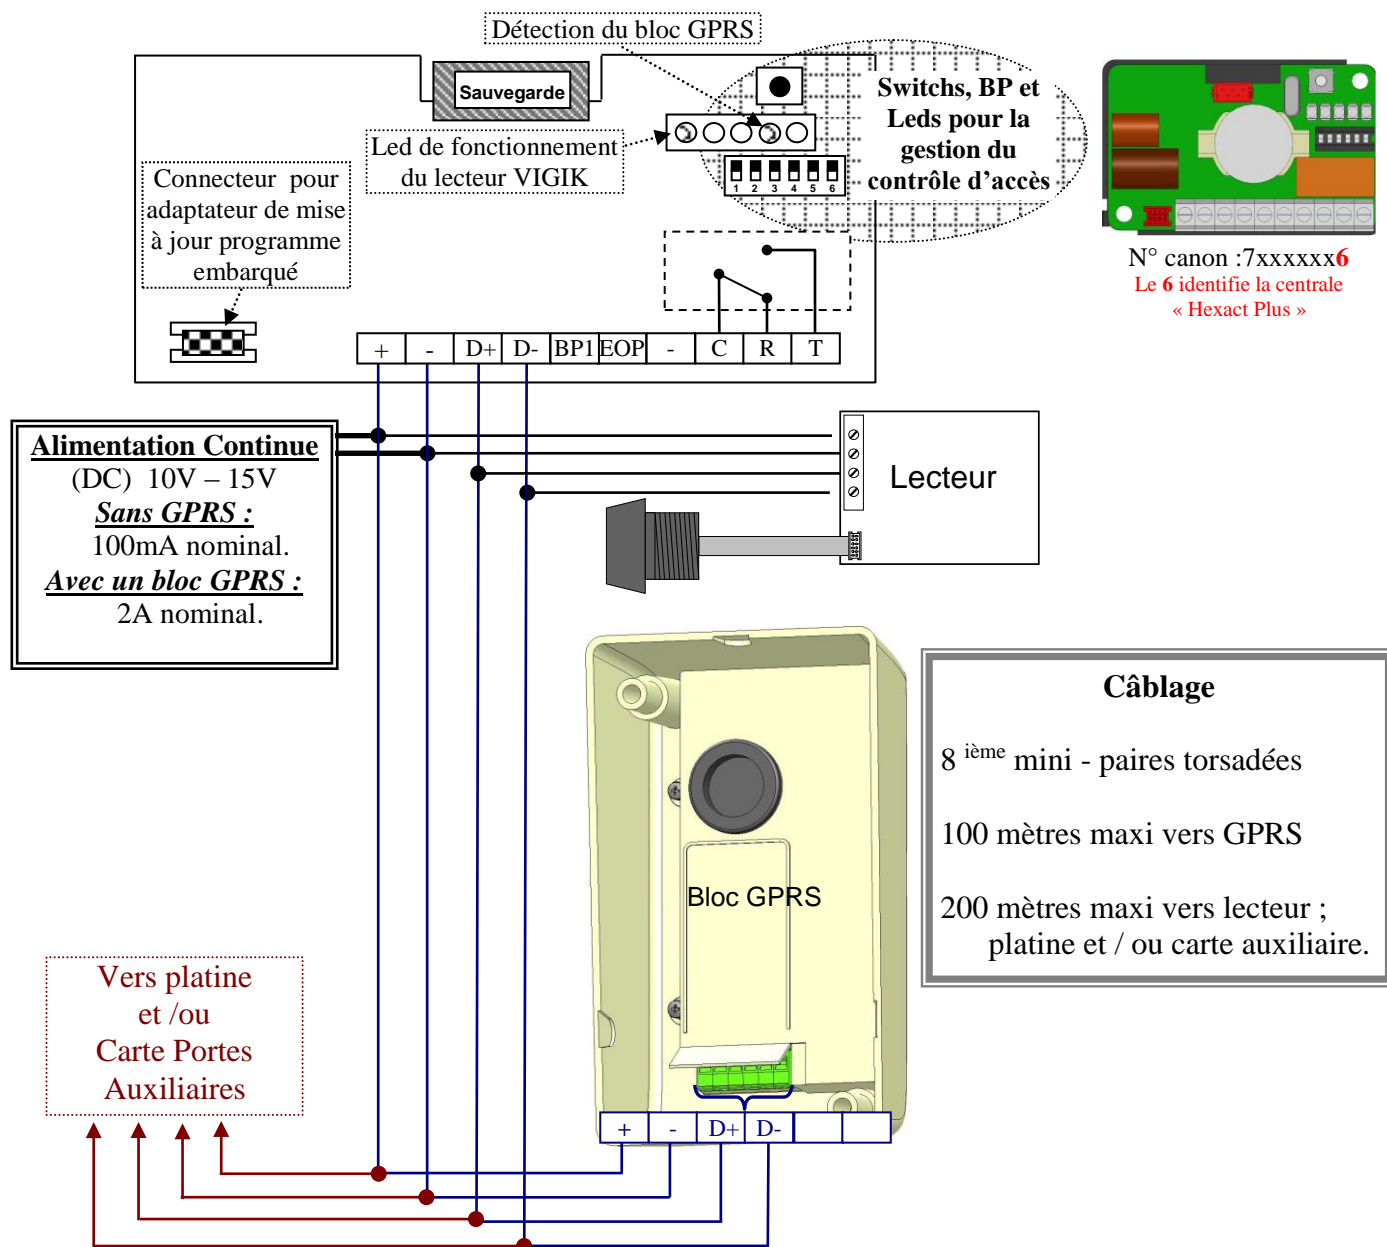 Détection du bloc GPRS
Sauvegarde
Switchs, BP et
Leds pour la
gestion du
contrôle d’accès
Led de fonctionnement
du lecteur VIGIK
1 2 3 4 5 6
Connecteur pour
adaptateur de mise
à jour programme
embarqué
N° canon :7xxxxxx6
Le 6 identifie la centrale
« Hexact Plus »
+ - D+ D- BP1 EOP - C R T
Alimentation Continue
(DC) 10V – 15V
Sans GPRS :
100mA nominal.
Avec un bloc GPRS :
2A nominal.
Lecteur
Câblage
8 ième mini - paires torsadées
100 mètres maxi vers GPRS
200 mètres maxi vers lecteur ;
platine et / ou carte auxiliaire.
Bloc GPRS
Vers platine
et /ou
Carte Portes
Auxiliaires
+ - D+ D-